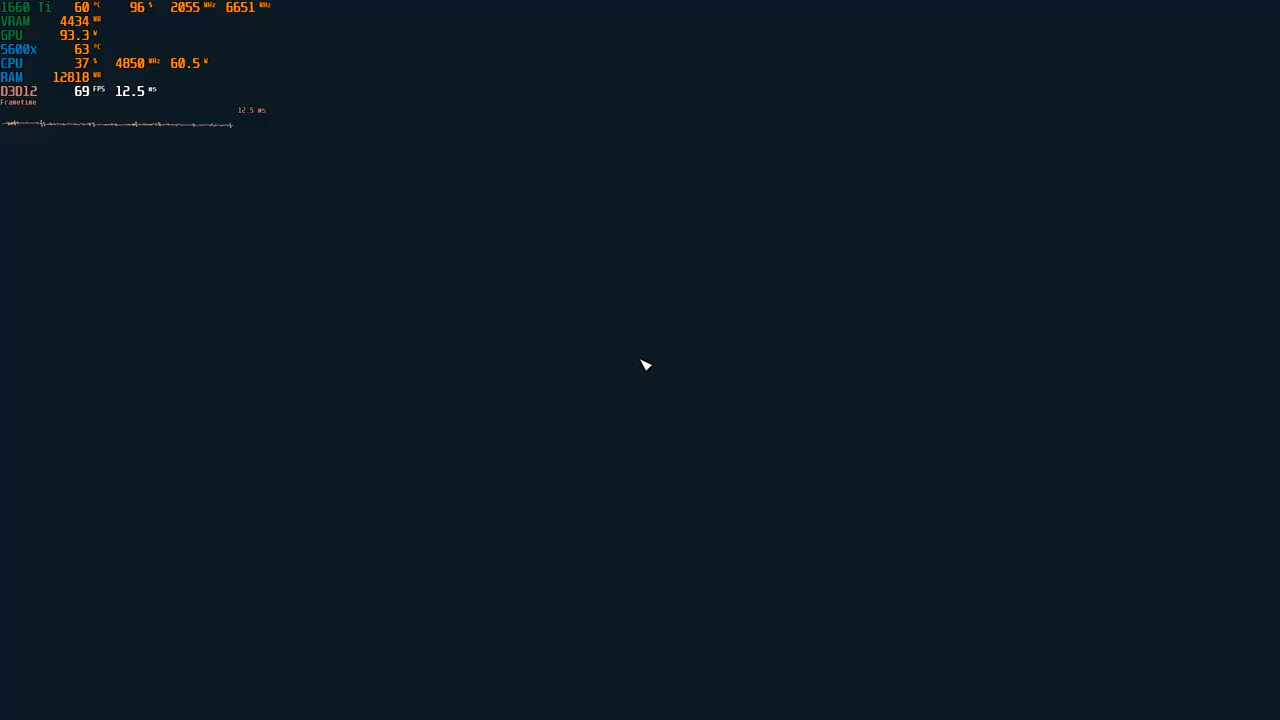 1660 Ti 60 °C 96 % 2055 MHz 6651 MHz
VRAM 4434 MB
GPU 93.3 W
5600x 63 °C
CPU 37 % 4850 MHz 60.5 W
RAM 12818 MB
D3D12 69 FPS 12.5 ms
Frametime
12.5 ms